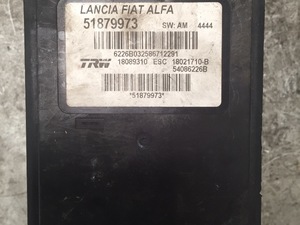 LANCIA FIAT ALFA
51879973 SW: AM 4444
6226B032586712291
TRW 18089310 ESC 18021710-B
54086226B
*51879973*